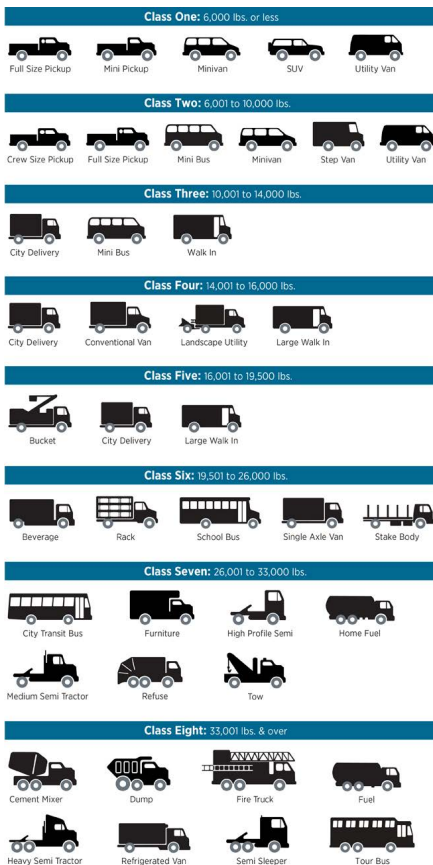 Class One: 6,000 lbs. or less
Full Size Pickup Mini Pickup Minivan SUV Utility Van
Class Two: 6,001 to 10,000 lbs.
Crew Size Pickup Full Size Pickup Mini Bus Minivan Step Van Utility Van
Class Three: 10,001 to 14,000 lbs.
City Delivery Mini Bus Walk In
Class Four: 14,001 to 16,000 lbs.
City Delivery Conventional Van Landscape Utility Large Walk In
Class Five: 16,001 to 19,500 lbs.
Bucket City Delivery Large Walk In
Class Six: 19,501 to 26,000 lbs.
Beverage Rack School Bus Single Axle Van Stake Body
Class Seven: 26,001 to 33,000 lbs.
City Transit Bus Furniture High Profile Semi Home Fuel
Medium Semi Tractor Refuse Tow
Class Eight: 33,001 lbs. & over
Cement Mixer Dump Fire Truck Fuel
Heavy Semi Tractor Refrigerated Van Semi Sleeper Tour Bus